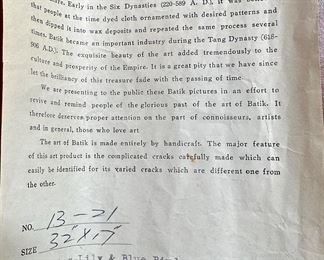 Early in the Six Dynasties (220-589 A. D.), it was
that people at the time dyed cloth ornamented with desired patterns and
then dipped is into wax deposits and repeated the same process several
times. Batik became an important industry during the Tang Dynasty (618-
906 A.D.). The exquisite beauty of the art added tremendously to the
culture and prosperity of the Empire. It is a great pity that we have since
let the brilliancy of this treasure fade with the passing of time.
We are presenting to the public these Batik pictures in an effort to
revive and remind people of the glorious past of the art of Batik. It
therefore deserves proper attention on the part of connoisseurs, artists
and in general, those who love art
The art of Batik is made entirely by handicraft. The major feature
of this art product is the complicated cracks carefully made which can
easily be identified for its varied cracks which are different one from
the other.
NO. 13-21
SIZE 32"X17"
Lily & Blue